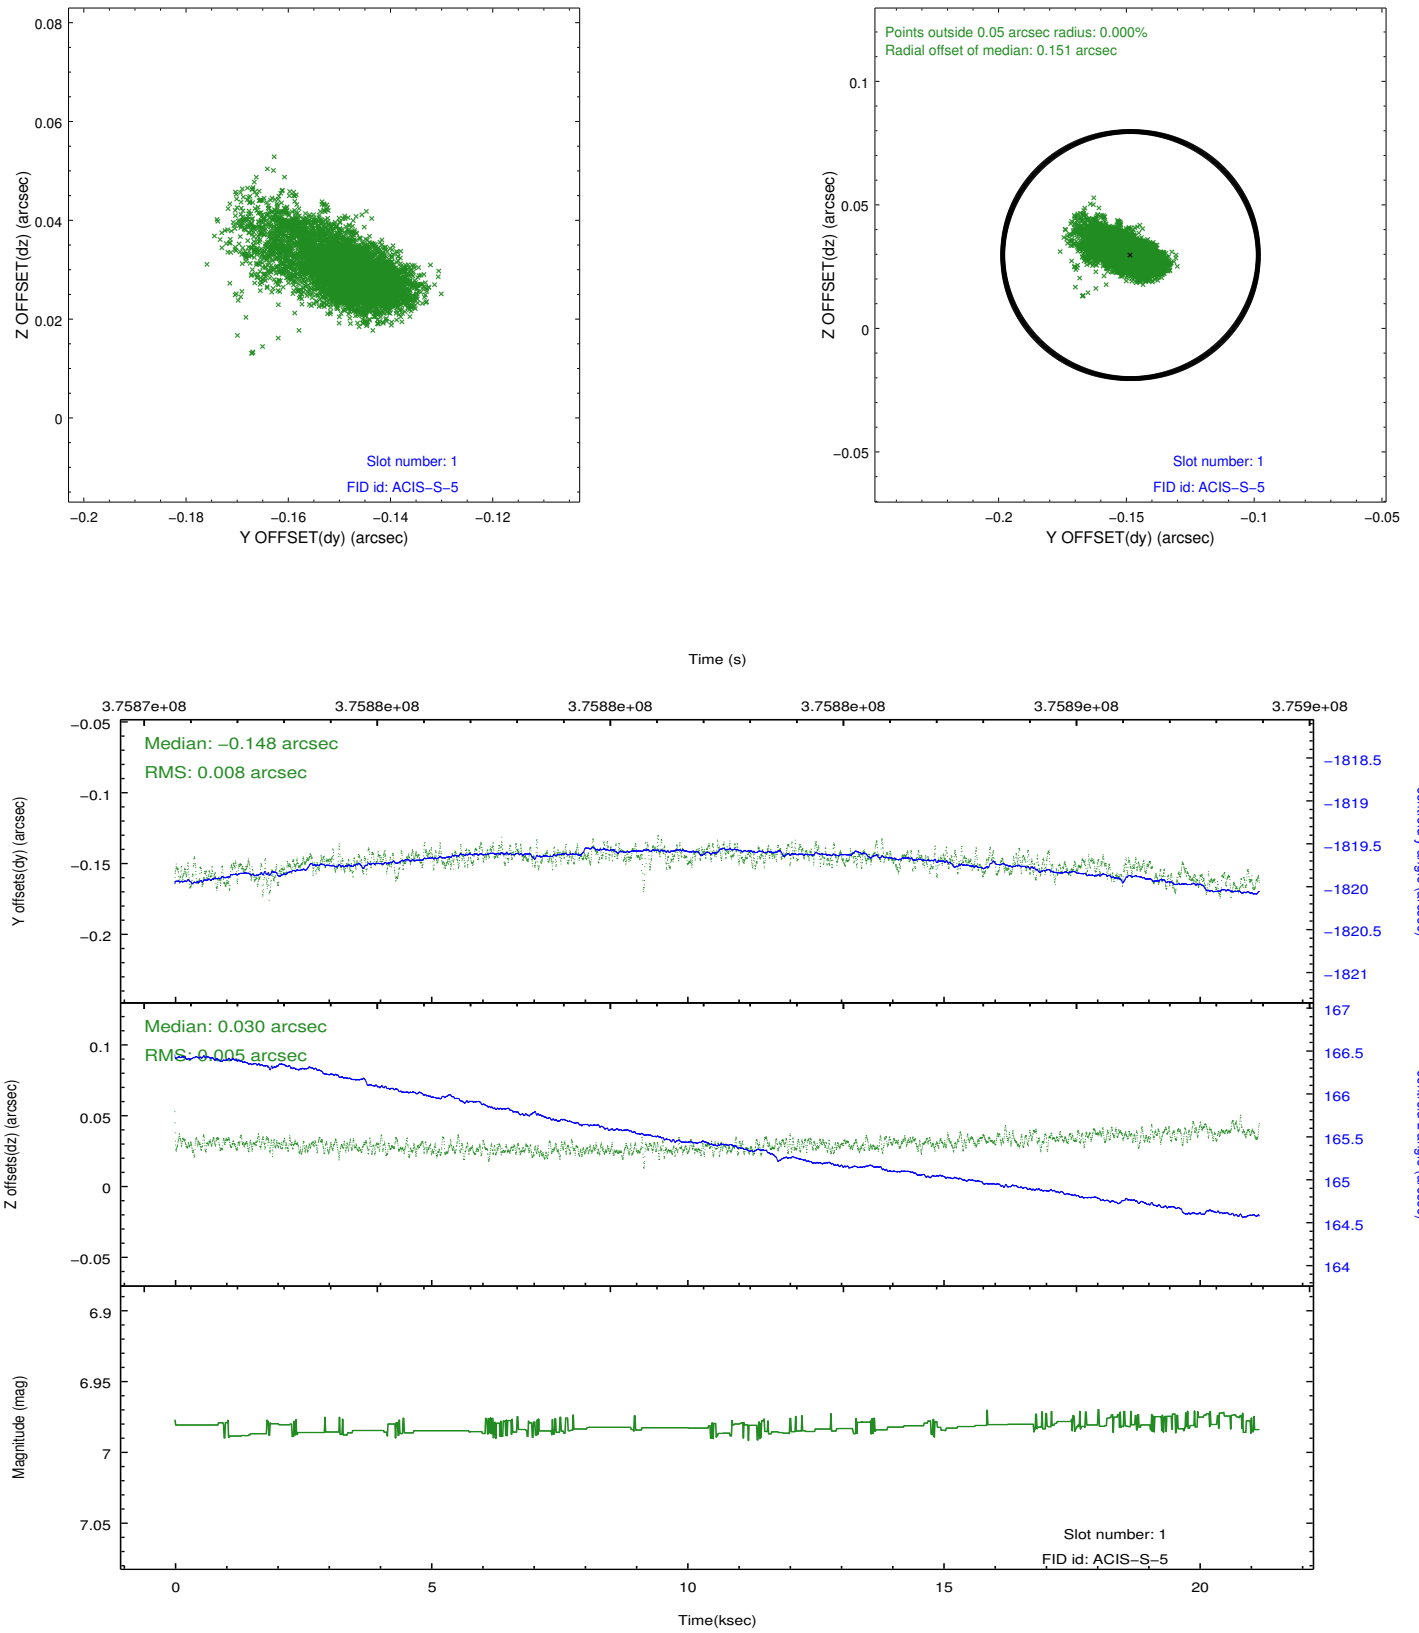 0.08
0.06
0.04
0.02
0
Z OFFSET(dz) (arcsec)
Slot number: 1
FID id: ACIS−S−5
−0.2 −0.18 −0.16 −0.14 −0.12
Y OFFSET(dy) (arcsec)
Points outside 0.05 arcsec radius: 0.000%
Radial offset of median: 0.151 arcsec
0.1
0.05
0
−0.05
Z OFFSET(dz) (arcsec)
Slot number: 1
FID id: ACIS−S−5
−0.2 −0.15 −0.1 −0.05
Y OFFSET(dy) (arcsec)
Time (s)
3.7587e+08 3.7588e+08 3.7588e+08 3.7588e+08 3.7589e+08 3.759e+08
−0.05
−0.1
−0.15
−0.2
Y offsets(dy) (arcsec)
Median: −0.148 arcsec
RMS: 0.008 arcsec
−1818.5
−1819
−1819.5
−1820
−1820.5
−1821
0.1
0.05
0
−0.05
Z offsets(dz) (arcsec)
Median: 0.030 arcsec
RMS: 0.005 arcsec
167
166.5
166
165.5
165
164.5
164
6.9
6.95
7
7.05
Magnitude (mag)
Slot number: 1
FID id: ACIS−S−5
0 5 10 15 20
Time(ksec)